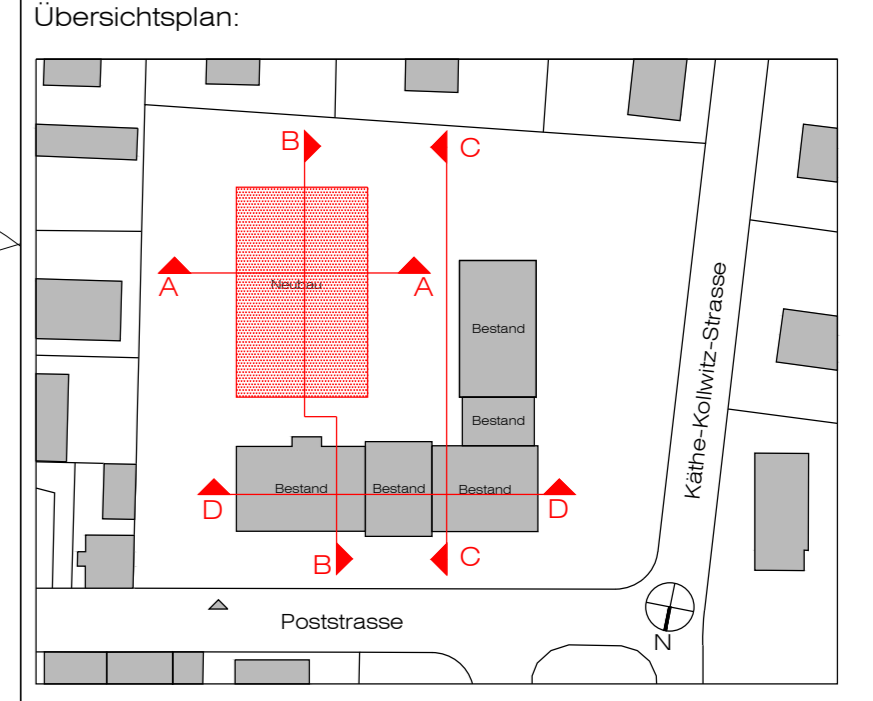 Übersichtsplan:
B
C
A
Neubau
A
Bestand
Käthe-Kollwitz-Strasse
Bestand
D
Bestand
Bestand
Bestand
D
B
C
Poststrasse
N